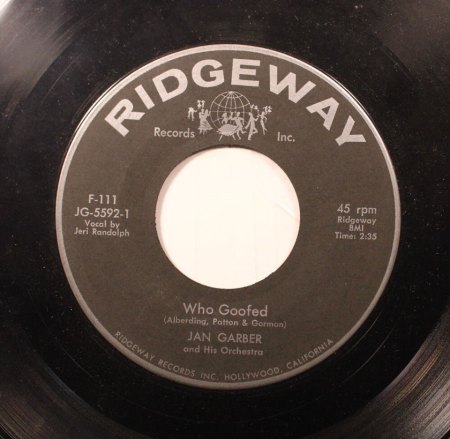 RIDGEWAY
Records Inc.
F-111
JG-5592-1
Vocal by
Jeri Randolph
45 rpm
Ridgeway
BMI
Time: 2:35
Who Goofed
(Alberding, Patton & Gorman)
JAN GARBER
and His Orchestra
RIDGEWAY RECORDS INC. HOLLYWOOD, CALIFORNIA